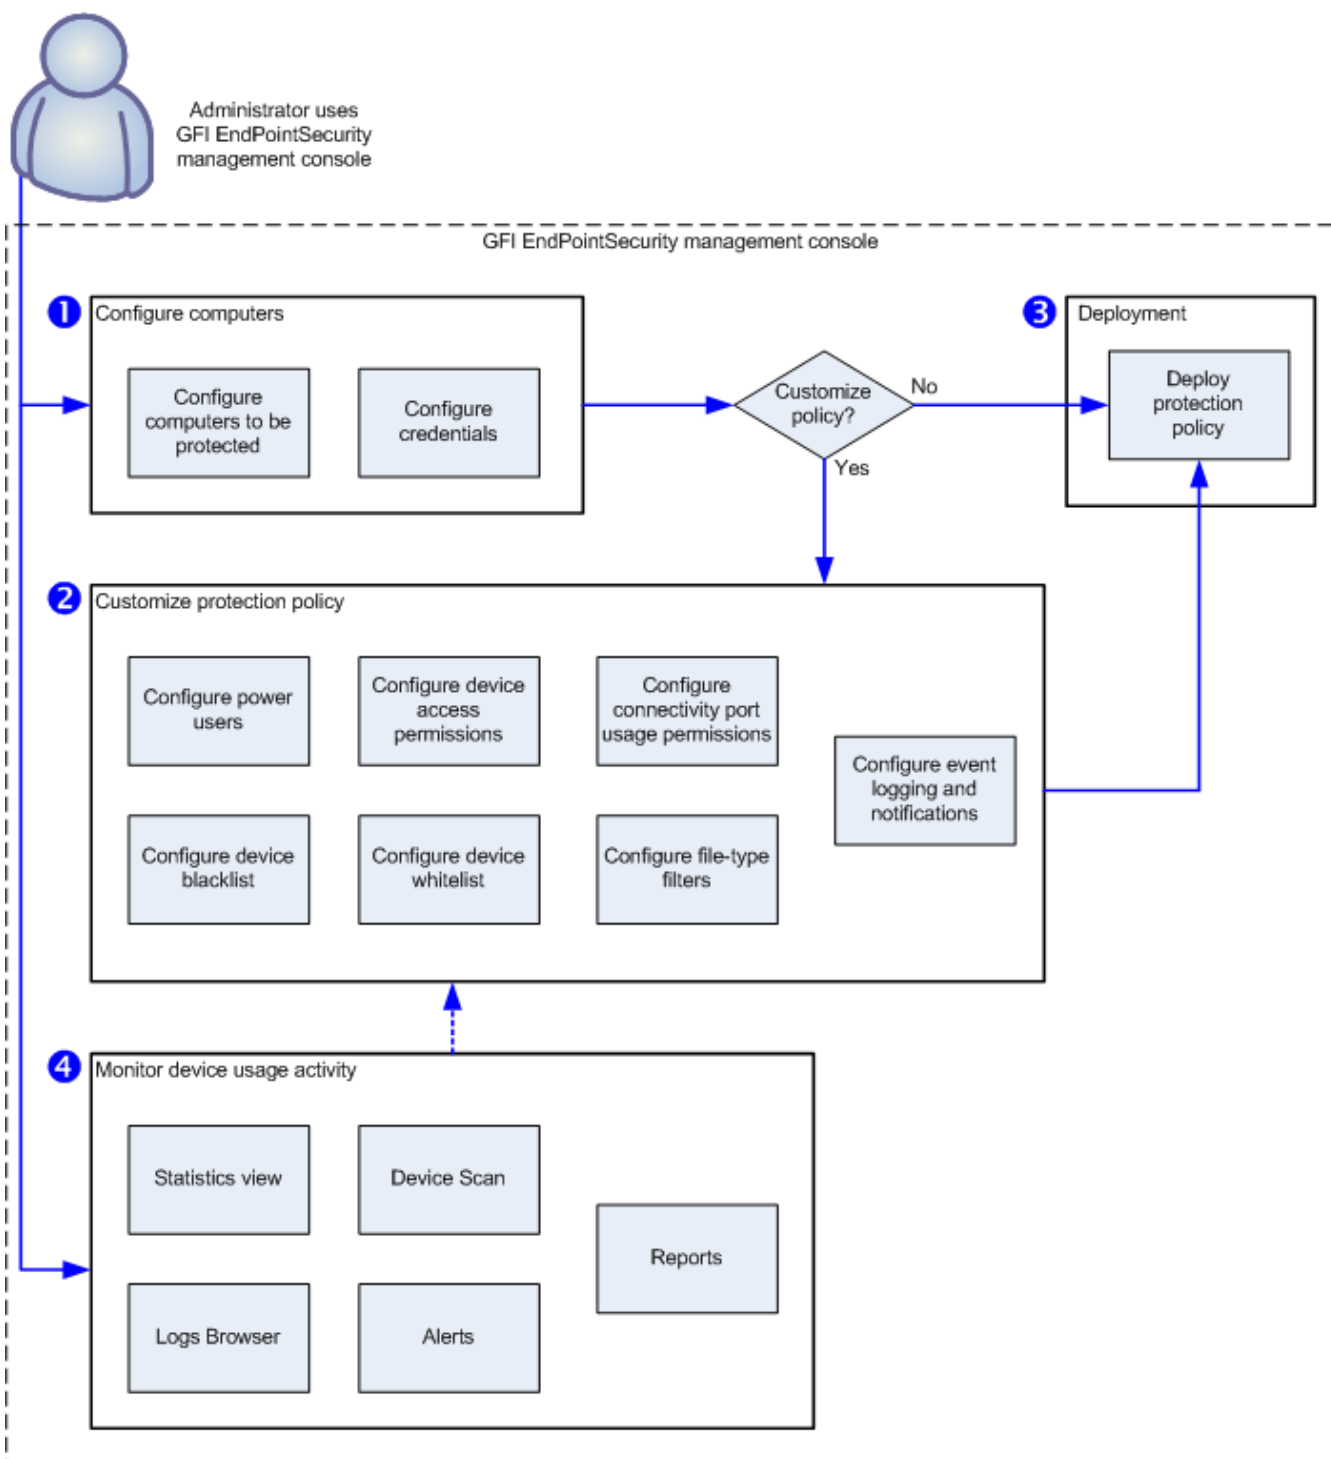 Administrator uses
GFI EndPointSecurity
management console
GFI EndPointSecurity management console
1
Configure computers
Configure
computers to be
protected
Configure
credentials
Customize
policy?
No
Yes
3
Deployment
Deploy
protection
policy
2
Customize protection policy
Configure power
users
Configure device
access
permissions
Configure
connectivity port
usage permissions
Configure event
logging and
notifications
Configure device
blacklist
Configure device
whitelist
Configure file-type
filters
4
Monitor device usage activity
Statistics view
Device Scan
Reports
Logs Browser
Alerts